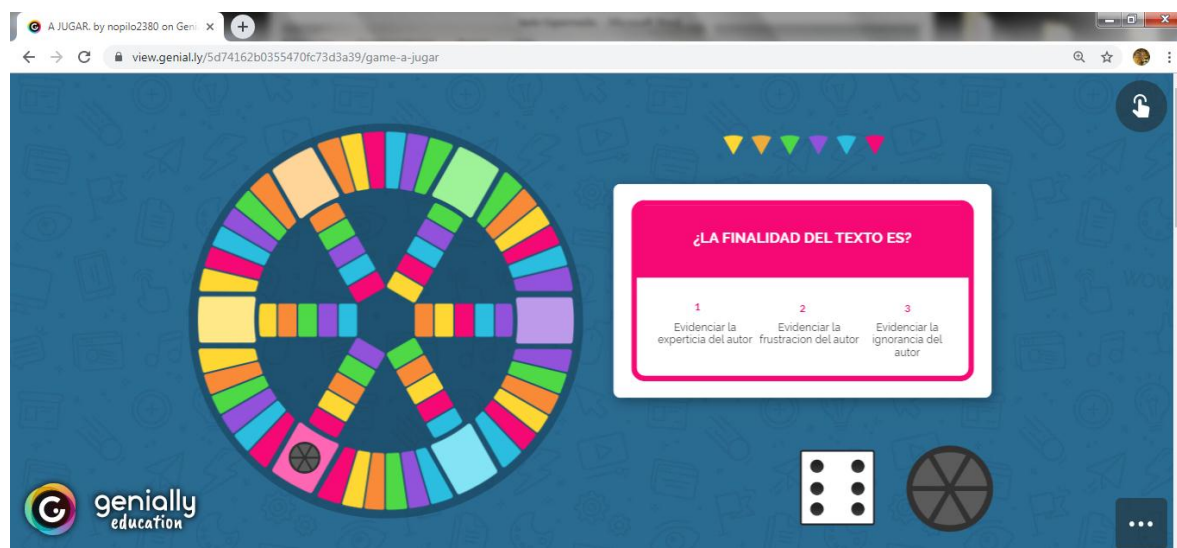 A JUGAR. by nopilo2380 on Geni
view.genial.ly/5d74162b0355470fc73d3a39/game-a-jugar
¿LA FINALIDAD DEL TEXTO ES?
1
Evidenciar la
experticia del autor
2
Evidenciar la
frustracion del autor
3
Evidenciar la
ignorancia del
autor
G genially
education